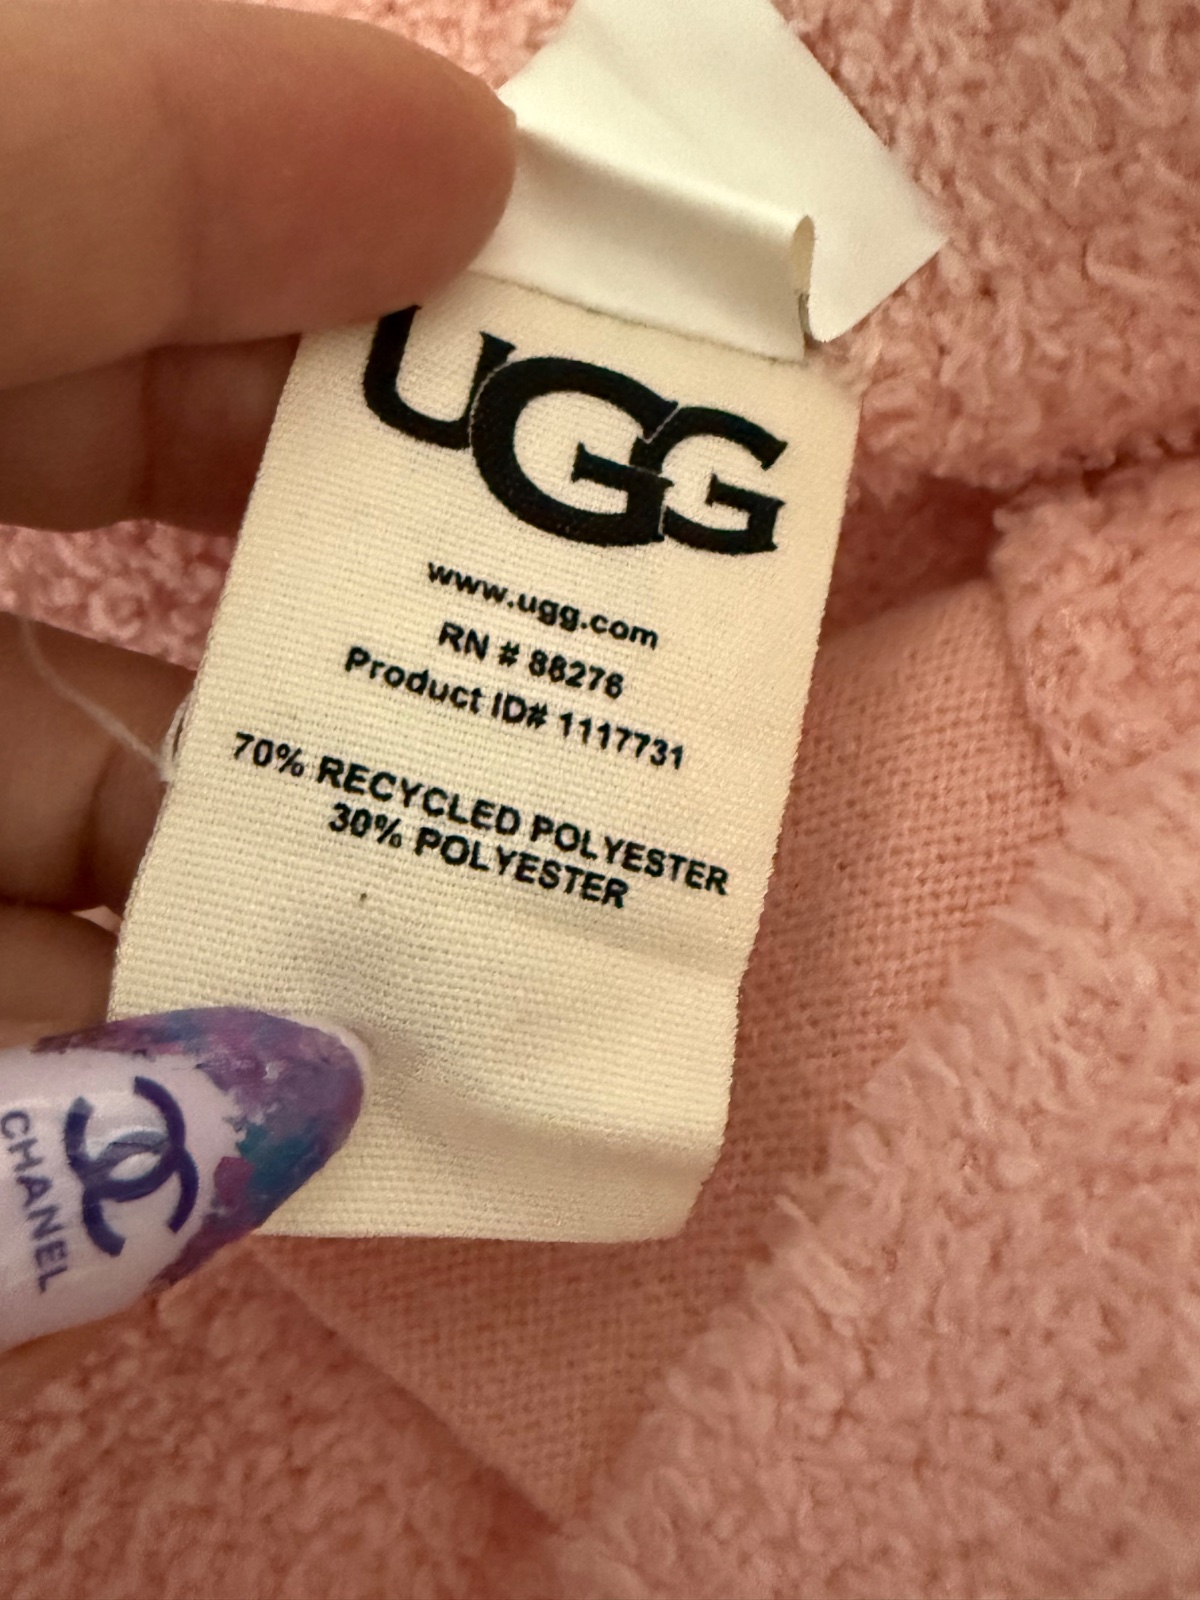 UGG
www.ugg.com
RN # 88276
Product ID# 1117731
70% RECYCLED POLYESTER
30% POLYESTER
CHANEL